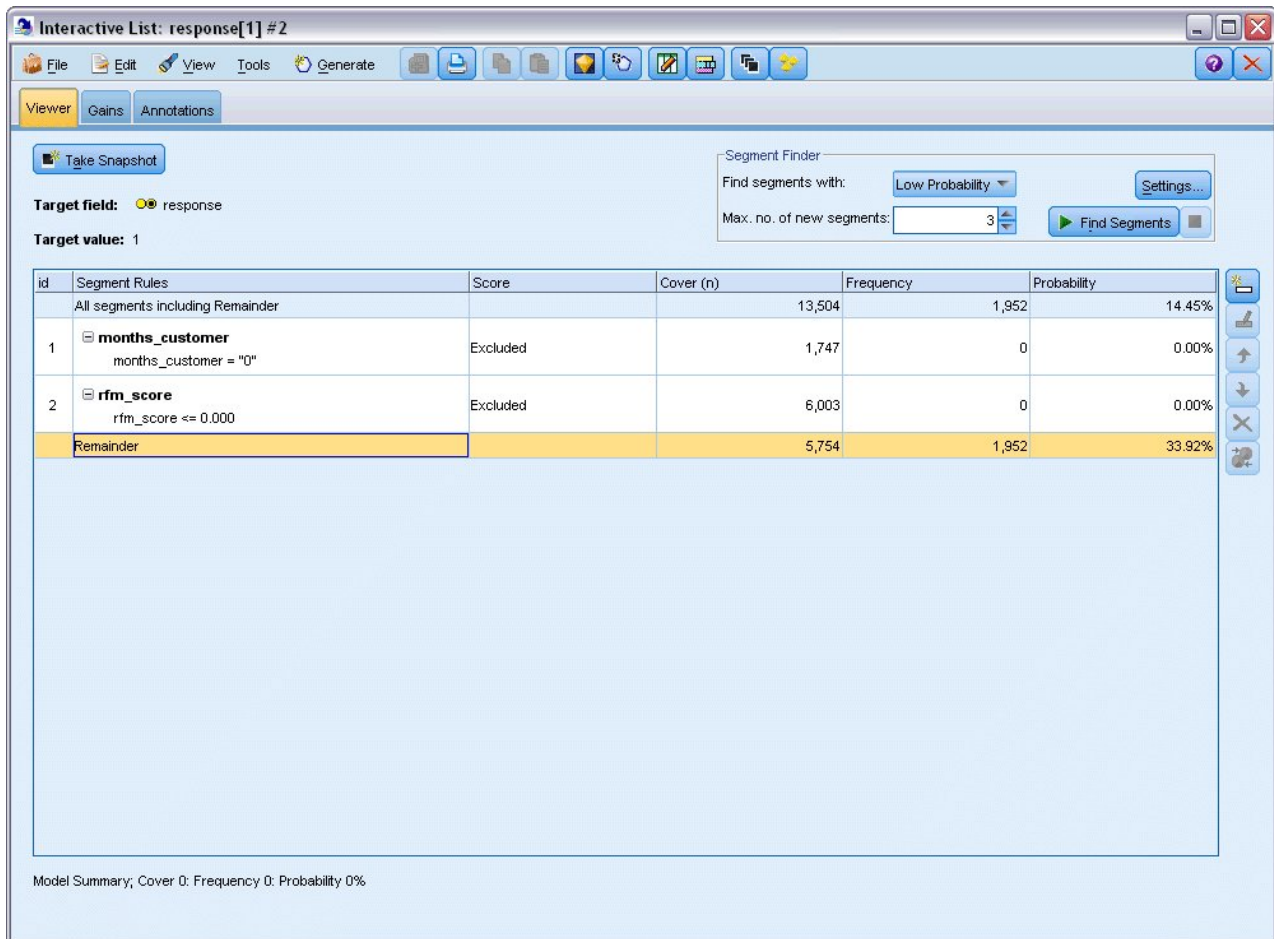 Interactive List: response[1] #2
File Edit View Tools Generate
Viewer Gains Annotations
Take Snapshot
Segment Finder
Find segments with: Low Probability Settings...
Target field: response
Max. no. of new segments: 3 Find Segments
Target value: 1
id Segment Rules Score Cover (n) Frequency Probability
All segments including Remainder 13,504 1,952 14.45%
months_customer
1 Excluded 1,747 0 0.00%
months_customer = "0"
rfm_score
2 Excluded 6,003 0 0.00%
rfm_score <= 0.000
Remainder 5,754 1,952 33.92%
Model Summary; Cover 0: Frequency 0: Probability 0%